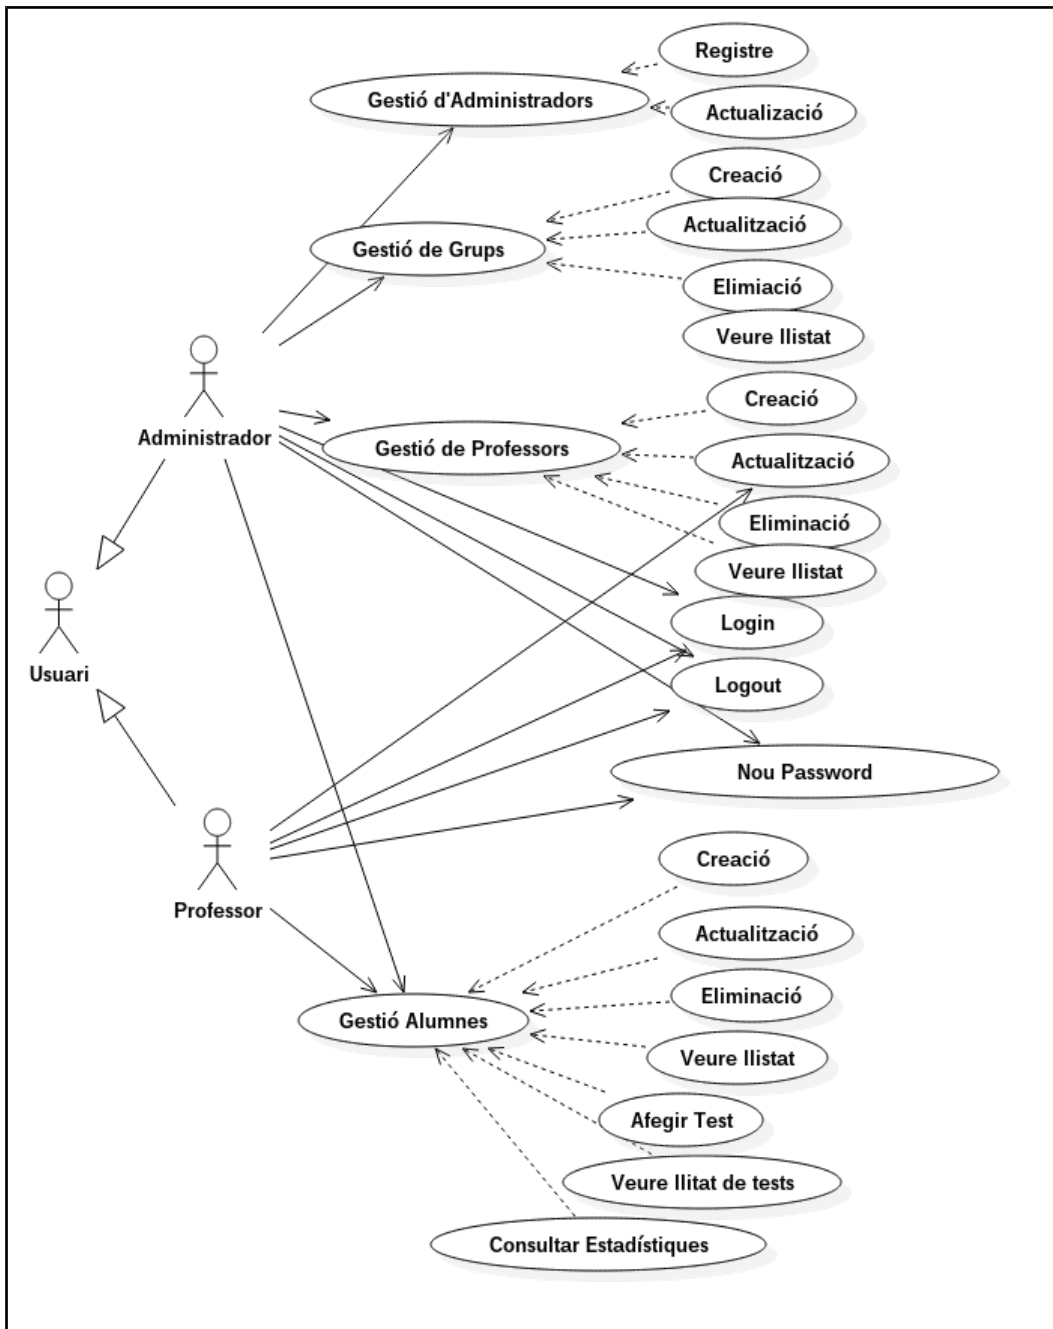 Registre
Gestió d'Administradors
Actualizació
Creació
Actualització
Gestió de Grups
Elimiació
Veure llistat
Creació
Administrador
Gestió de Professors
Actualització
Eliminació
Veure llistat
Login
Usuari
Logout
Nou Password
Creació
Professor
Actualització
Eliminació
Gestió Alumnes
Veure llistat
Afegir Test
Veure llitat de tests
Consultar Estadístiques